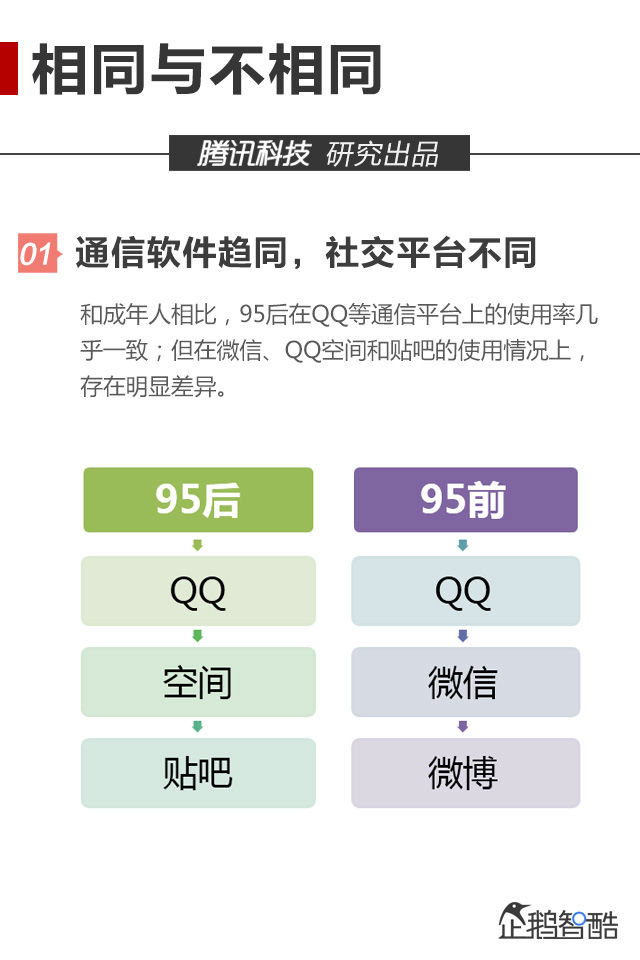 相同与不相同
腾讯科技 研究出品
01 通信软件趋同，社交平台不同
和成年人相比，95后在QQ等通信平台上的使用率几
乎一致；但在微信、QQ空间和贴吧的使用情况上，
存在明显差异。
95后 95前
QQ QQ
空间 微信
贴吧 微博
企鹅智酷